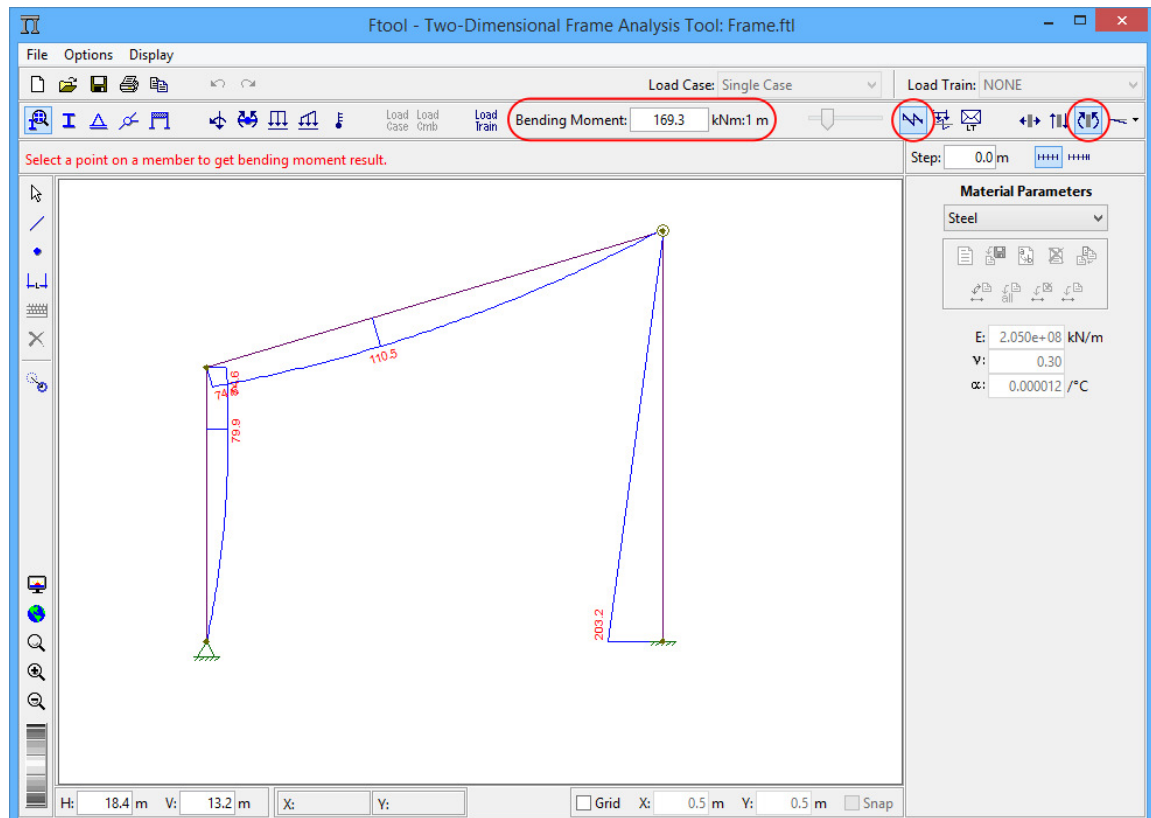 Ftool - Two-Dimensional Frame Analysis Tool: Frame.ftl
File Options Display
Load Case: Single Case Load Train: NONE
Load Case Load Cmb Load Train Bending Moment: 169.3 kNm:1 m LT
Select a point on a member to get bending moment result. Step: 0.0 m
Material Parameters
Steel
all
E: 2.050e+08 kN/m
ν: 0.30
α: 0.000012 /°C
110.5
79.9
203.2
H: 18.4 m V: 13.2 m X: Y: Grid X: 0.5 m Y: 0.5 m Snap